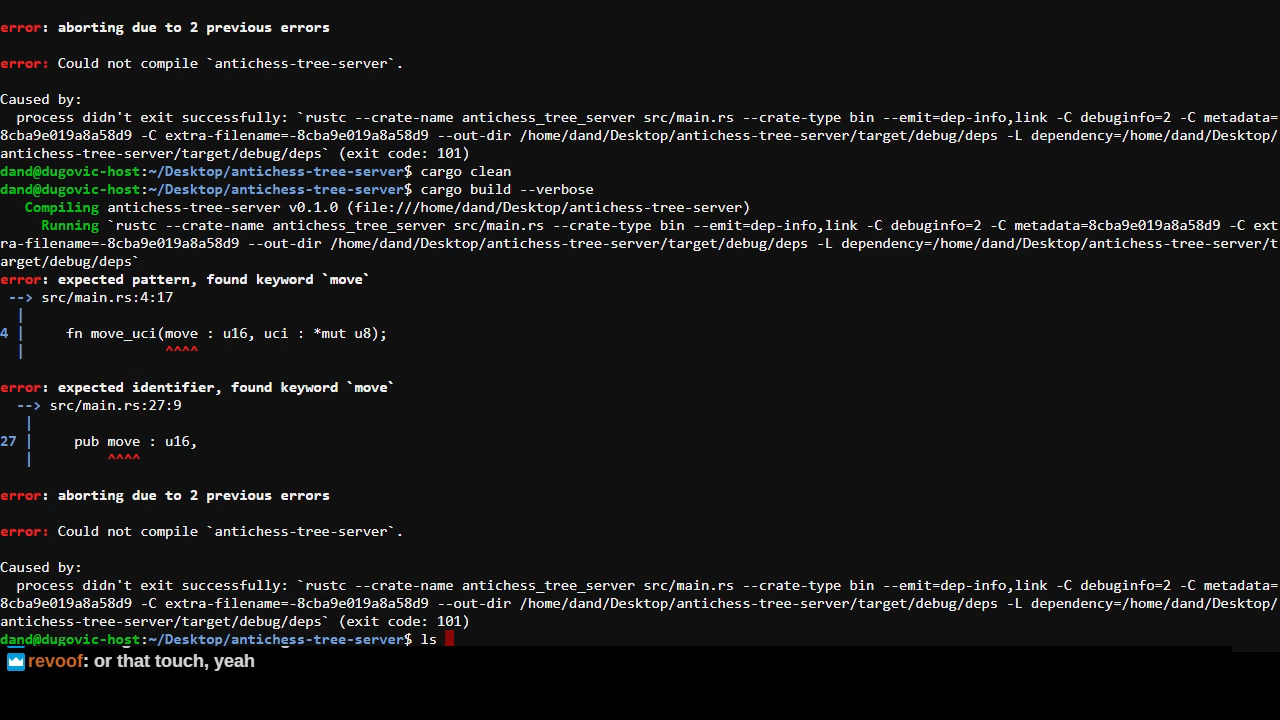 error: aborting due to 2 previous errors
error: Could not compile `antichess-tree-server`.
Caused by:
  process didn't exit successfully: `rustc --crate-name antichess_tree_server src/main.rs --crate-type bin --emit=dep-info,link -C debuginfo=2 -C metadata=
8cba9e019a8a58d9 -C extra-filename=-8cba9e019a8a58d9 --out-dir /home/dand/Desktop/antichess-tree-server/target/debug/deps -L dependency=/home/dand/Desktop/
antichess-tree-server/target/debug/deps` (exit code: 101)
dand@dugovic-host:~/Desktop/antichess-tree-server$ cargo clean
dand@dugovic-host:~/Desktop/antichess-tree-server$ cargo build --verbose
   Compiling antichess-tree-server v0.1.0 (file:///home/dand/Desktop/antichess-tree-server)
     Running `rustc --crate-name antichess_tree_server src/main.rs --crate-type bin --emit=dep-info,link -C debuginfo=2 -C metadata=8cba9e019a8a58d9 -C ext
ra-filename=-8cba9e019a8a58d9 --out-dir /home/dand/Desktop/antichess-tree-server/target/debug/deps -L dependency=/home/dand/Desktop/antichess-tree-server/t
arget/debug/deps`
error: expected pattern, found keyword `move`
 --> src/main.rs:4:17
  |
4 |     fn move_uci(move : u16, uci : *mut u8);
  |                 ^^^^
error: expected identifier, found keyword `move`
  --> src/main.rs:27:9
   |
27 |     pub move : u16,
   |         ^^^^
error: aborting due to 2 previous errors
error: Could not compile `antichess-tree-server`.
Caused by:
  process didn't exit successfully: `rustc --crate-name antichess_tree_server src/main.rs --crate-type bin --emit=dep-info,link -C debuginfo=2 -C metadata=
8cba9e019a8a58d9 -C extra-filename=-8cba9e019a8a58d9 --out-dir /home/dand/Desktop/antichess-tree-server/target/debug/deps -L dependency=/home/dand/Desktop/
antichess-tree-server/target/debug/deps` (exit code: 101)
dand@dugovic-host:~/Desktop/antichess-tree-server$ ls
revoof: or that touch, yeah